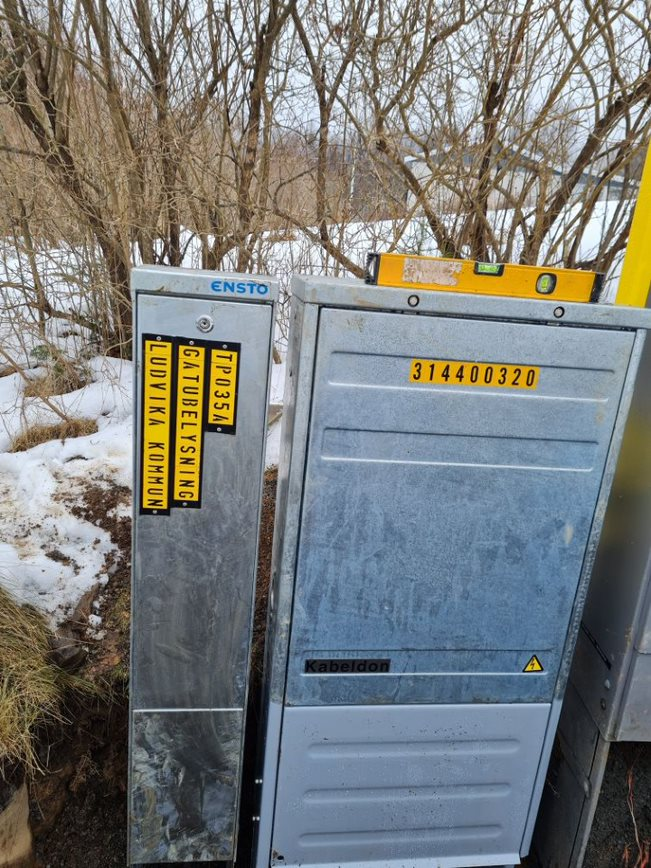 ENSTO
LUDVIKA KOMMUN
GATUBELYSNING
TP035A
314400320
Kabeldon